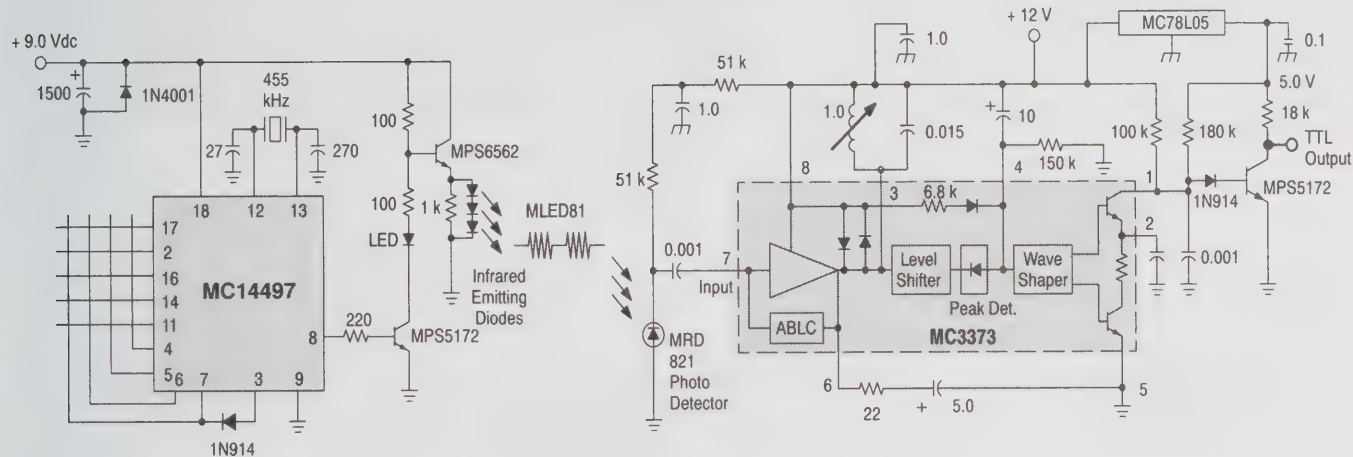 + 9.0 Vdc
+
1500
1N4001
455
kHz
27
270
100
MPS6562
100
1 k
LED
18
12
13
17
2
16
14
11
4
5
6
7
3
9
8
MC14497
220
MPS5172
1N914
Infrared
Emitting
Diodes
MLED81
51 k
1.0
51 k
0.001
7
Input
MRD
821
Photo
Detector
1.0
1.0
0.015
+ 12 V
+
10
150 k
4
8
3
6.8 k
Level
Shifter
Peak Det.
Wave
Shaper
ABLC
MC3373
6
22
+
5.0
5
1
2
100 k
180 k
0.001
1N914
MC78L05
0.1
5.0 V
18 k
TTL
Output
MPS5172